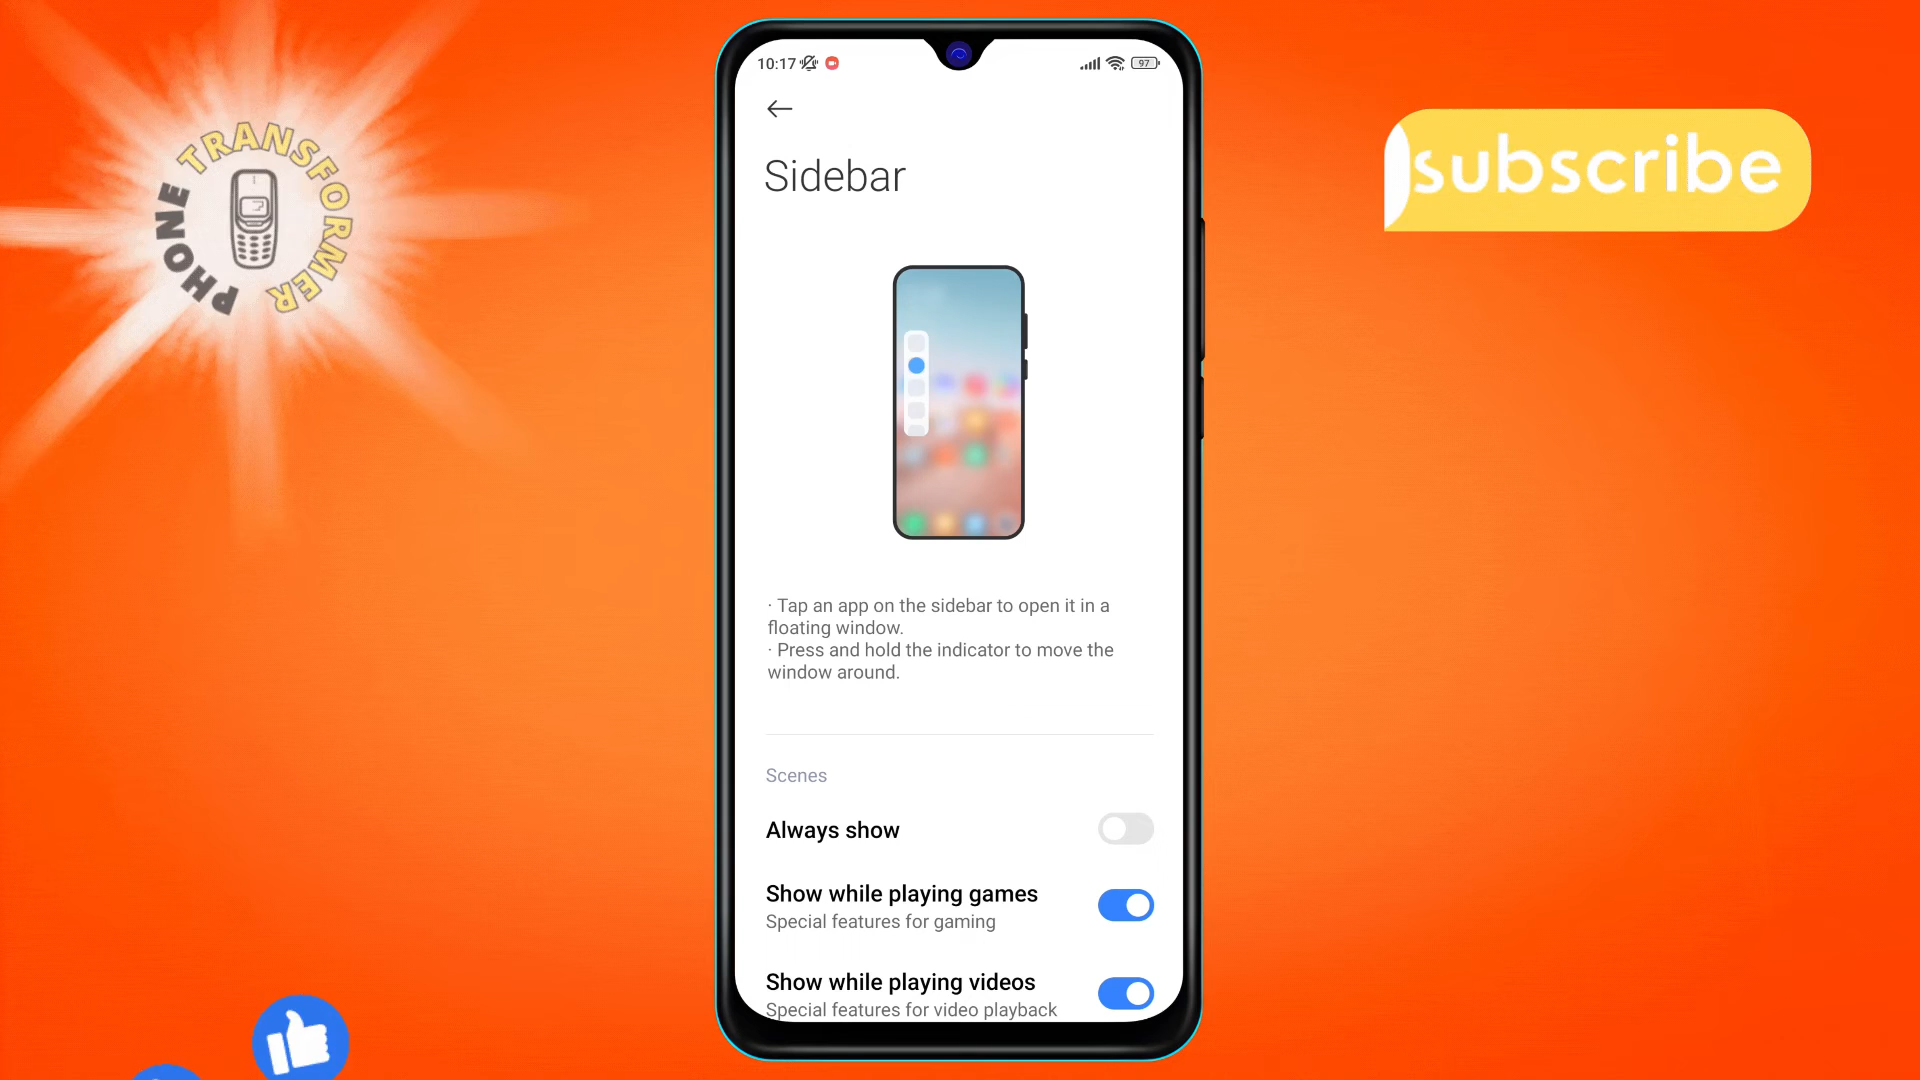 PHONE TRANSFORMER
subscribe
10:17
97
Sidebar
· Tap an app on the sidebar to open it in a
floating window.
· Press and hold the indicator to move the
window around.
Scenes
Always show
Show while playing games
Special features for gaming
Show while playing videos
Special features for video playback